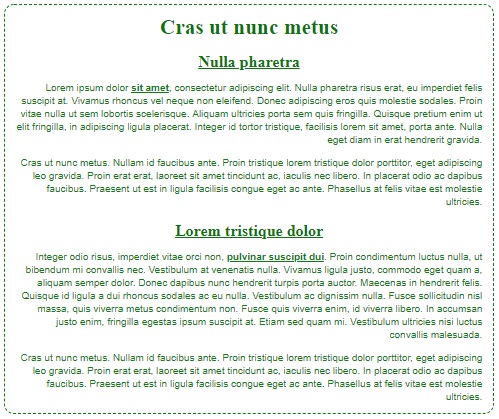 Cras ut nunc metus
Nulla pharetra
Lorem ipsum dolor sit amet, consectetur adipiscing elit. Nulla pharetra risus erat, eu imperdiet felis
suscipit at. Vivamus rhoncus vel neque non eleifend. Donec adipiscing eros quis molestie sodales. Proin
vitae nulla ut sem lobortis scelerisque. Aliquam ultricies porta sem quis fringilla. Quisque pretium enim ut
elit fringilla, in adipiscing ligula placerat. Integer id tortor tristique, facilisis lorem sit amet, porta ante. Nulla
eget diam in erat hendrerit gravida.
Cras ut nunc metus. Nullam id faucibus ante. Proin tristique lorem tristique dolor porttitor, eget adipiscing
leo gravida. Proin erat erat, laoreet sit amet tincidunt ac, iaculis nec libero. In placerat odio ac dapibus
faucibus. Praesent ut est in ligula facilisis congue eget ac ante. Phasellus at felis vitae est molestie
ultricies.
Lorem tristique dolor
Integer odio risus, imperdiet vitae orci non, pulvinar suscipit dui. Proin condimentum luctus nulla, ut
bibendum mi convallis nec. Vestibulum at venenatis nulla. Vivamus ligula justo, commodo eget quam a,
aliquam semper dolor. Donec dapibus nunc hendrerit turpis porta auctor. Maecenas in hendrerit felis.
Quisque id ligula a dui rhoncus sodales ac eu nulla. Vestibulum ac dignissim nulla. Fusce sollicitudin nisl
massa, quis viverra metus condimentum non. Fusce quis viverra enim, id viverra libero. In accumsan
justo enim, fringilla egestas ipsum suscipit at. Etiam sed quam mi. Vestibulum ultricies nisi luctus
convallis malesuada.
Cras ut nunc metus. Nullam id faucibus ante. Proin tristique lorem tristique dolor porttitor, eget adipiscing
leo gravida. Proin erat erat, laoreet sit amet tincidunt ac, iaculis nec libero. In placerat odio ac dapibus
faucibus. Praesent ut est in ligula facilisis congue eget ac ante. Phasellus at felis vitae est molestie
ultricies.